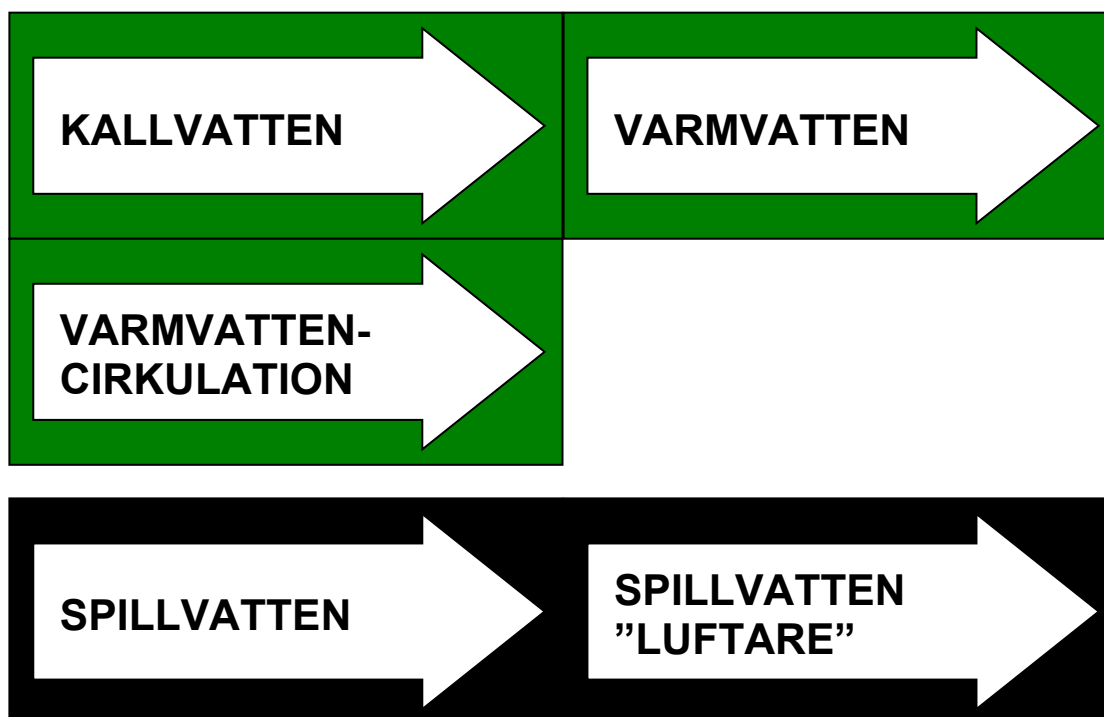 KALLVATTEN
VARMVATTEN
VARMVATTEN-
CIRKULATION
SPILLVATTEN
SPILLVATTEN
”LUFTARE”